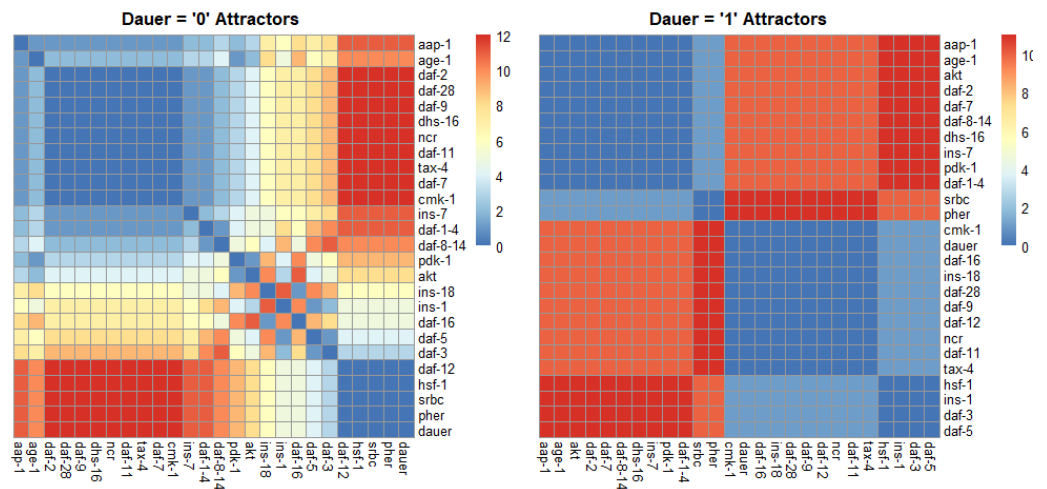 Dauer = '0' Attractors
aap-1
age-1
daf-2
daf-28
daf-9
dhs-16
ncr
daf-11
tax-4
daf-7
cmk-1
ins-7
daf-1-4
daf-8-14
pdk-1
akt
ins-18
ins-1
daf-16
daf-5
daf-3
daf-12
hsf-1
srbc
pher
dauer
12
10
8
6
4
2
0
aap-1
age-1
daf-2
daf-28
daf-9
dhs-16
ncr
daf-11
tax-4
daf-7
cmk-1
ins-7
daf-1-4
daf-8-14
pdk-1
akt
ins-18
ins-1
daf-16
daf-5
daf-3
daf-12
hsf-1
srbc
pher
dauer
Dauer = '1' Attractors
aap-1
age-1
akt
daf-2
daf-7
daf-8-14
dhs-16
ins-7
pdk-1
daf-1-4
srbc
pher
cmk-1
dauer
daf-16
ins-18
daf-28
daf-9
daf-12
ncr
daf-11
tax-4
hsf-1
ins-1
daf-3
daf-5
10
8
6
4
2
0
aap-1
age-1
akt
daf-2
daf-7
daf-8-14
dhs-16
ins-7
pdk-1
daf-1-4
srbc
pher
cmk-1
dauer
daf-16
ins-18
daf-28
daf-9
daf-12
ncr
daf-11
tax-4
hsf-1
ins-1
daf-3
daf-5